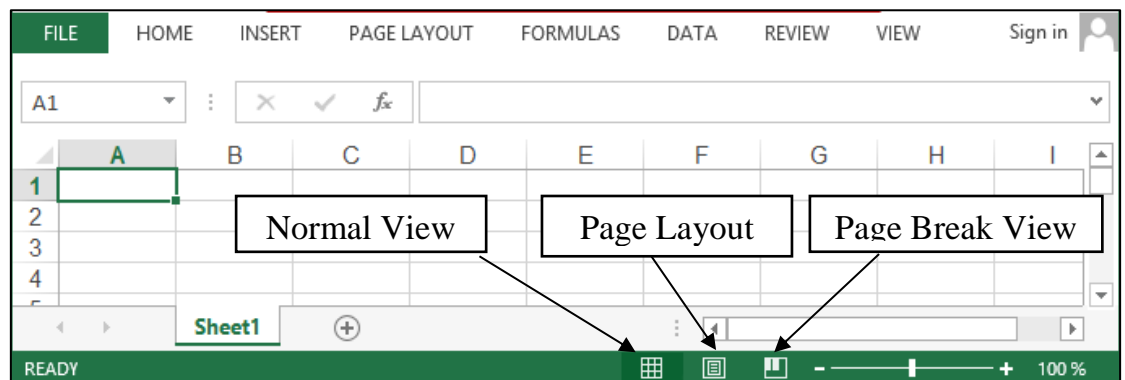 FILE HOME INSERT PAGE LAYOUT FORMULAS DATA REVIEW VIEW Sign in
A1 fx
A B C D E F G H I
1
2
3
4
5
Normal View Page Layout Page Break View
Sheet1
READY - + 100 %